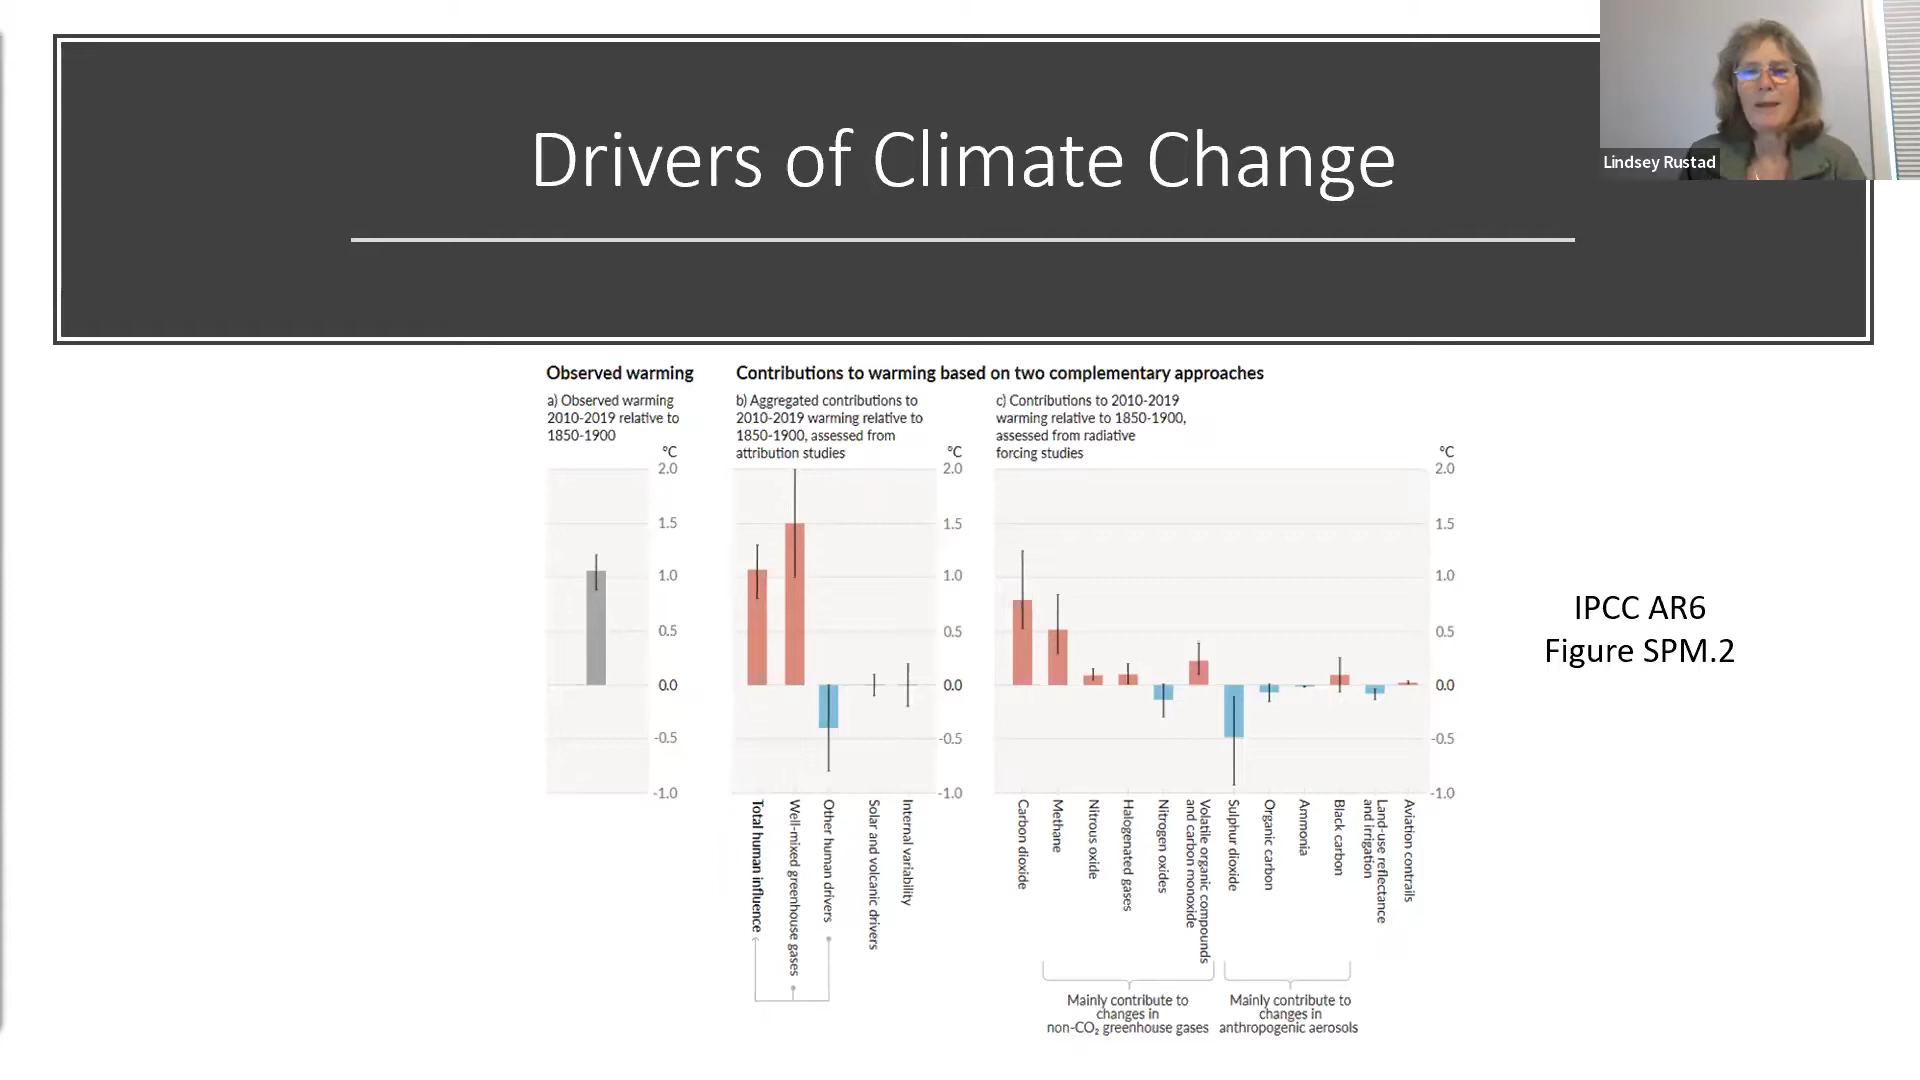 Drivers of Climate Change
Lindsey Rustad
Observed warming
a) Observed warming
2010-2019 relative to
1850-1900
°C
2.0
1.5
1.0
0.5
0.0
-0.5
-1.0
Contributions to warming based on two complementary approaches
b) Aggregated contributions to
2010-2019 warming relative to
1850-1900, assessed from
attribution studies
°C
2.0
1.5
1.0
0.5
0.0
-0.5
-1.0
Total human influence
Well-mixed greenhouse gases
Other human drivers
Solar and volcanic drivers
Internal variability
c) Contributions to 2010-2019
warming relative to 1850-1900,
assessed from radiative
forcing studies
°C
2.0
1.5
1.0
0.5
0.0
-0.5
-1.0
Carbon dioxide
Methane
Nitrous oxide
Halogenated gases
Nitrogen oxides
Volatile organic compounds
and carbon monoxide
Sulphur dioxide
Organic carbon
Ammonia
Black carbon
Land-use reflectance
and irrigation
Aviation contrails
Mainly contribute to
changes in
non-CO₂ greenhouse gases
Mainly contribute to
changes in
anthropogenic aerosols
IPCC AR6
Figure SPM.2